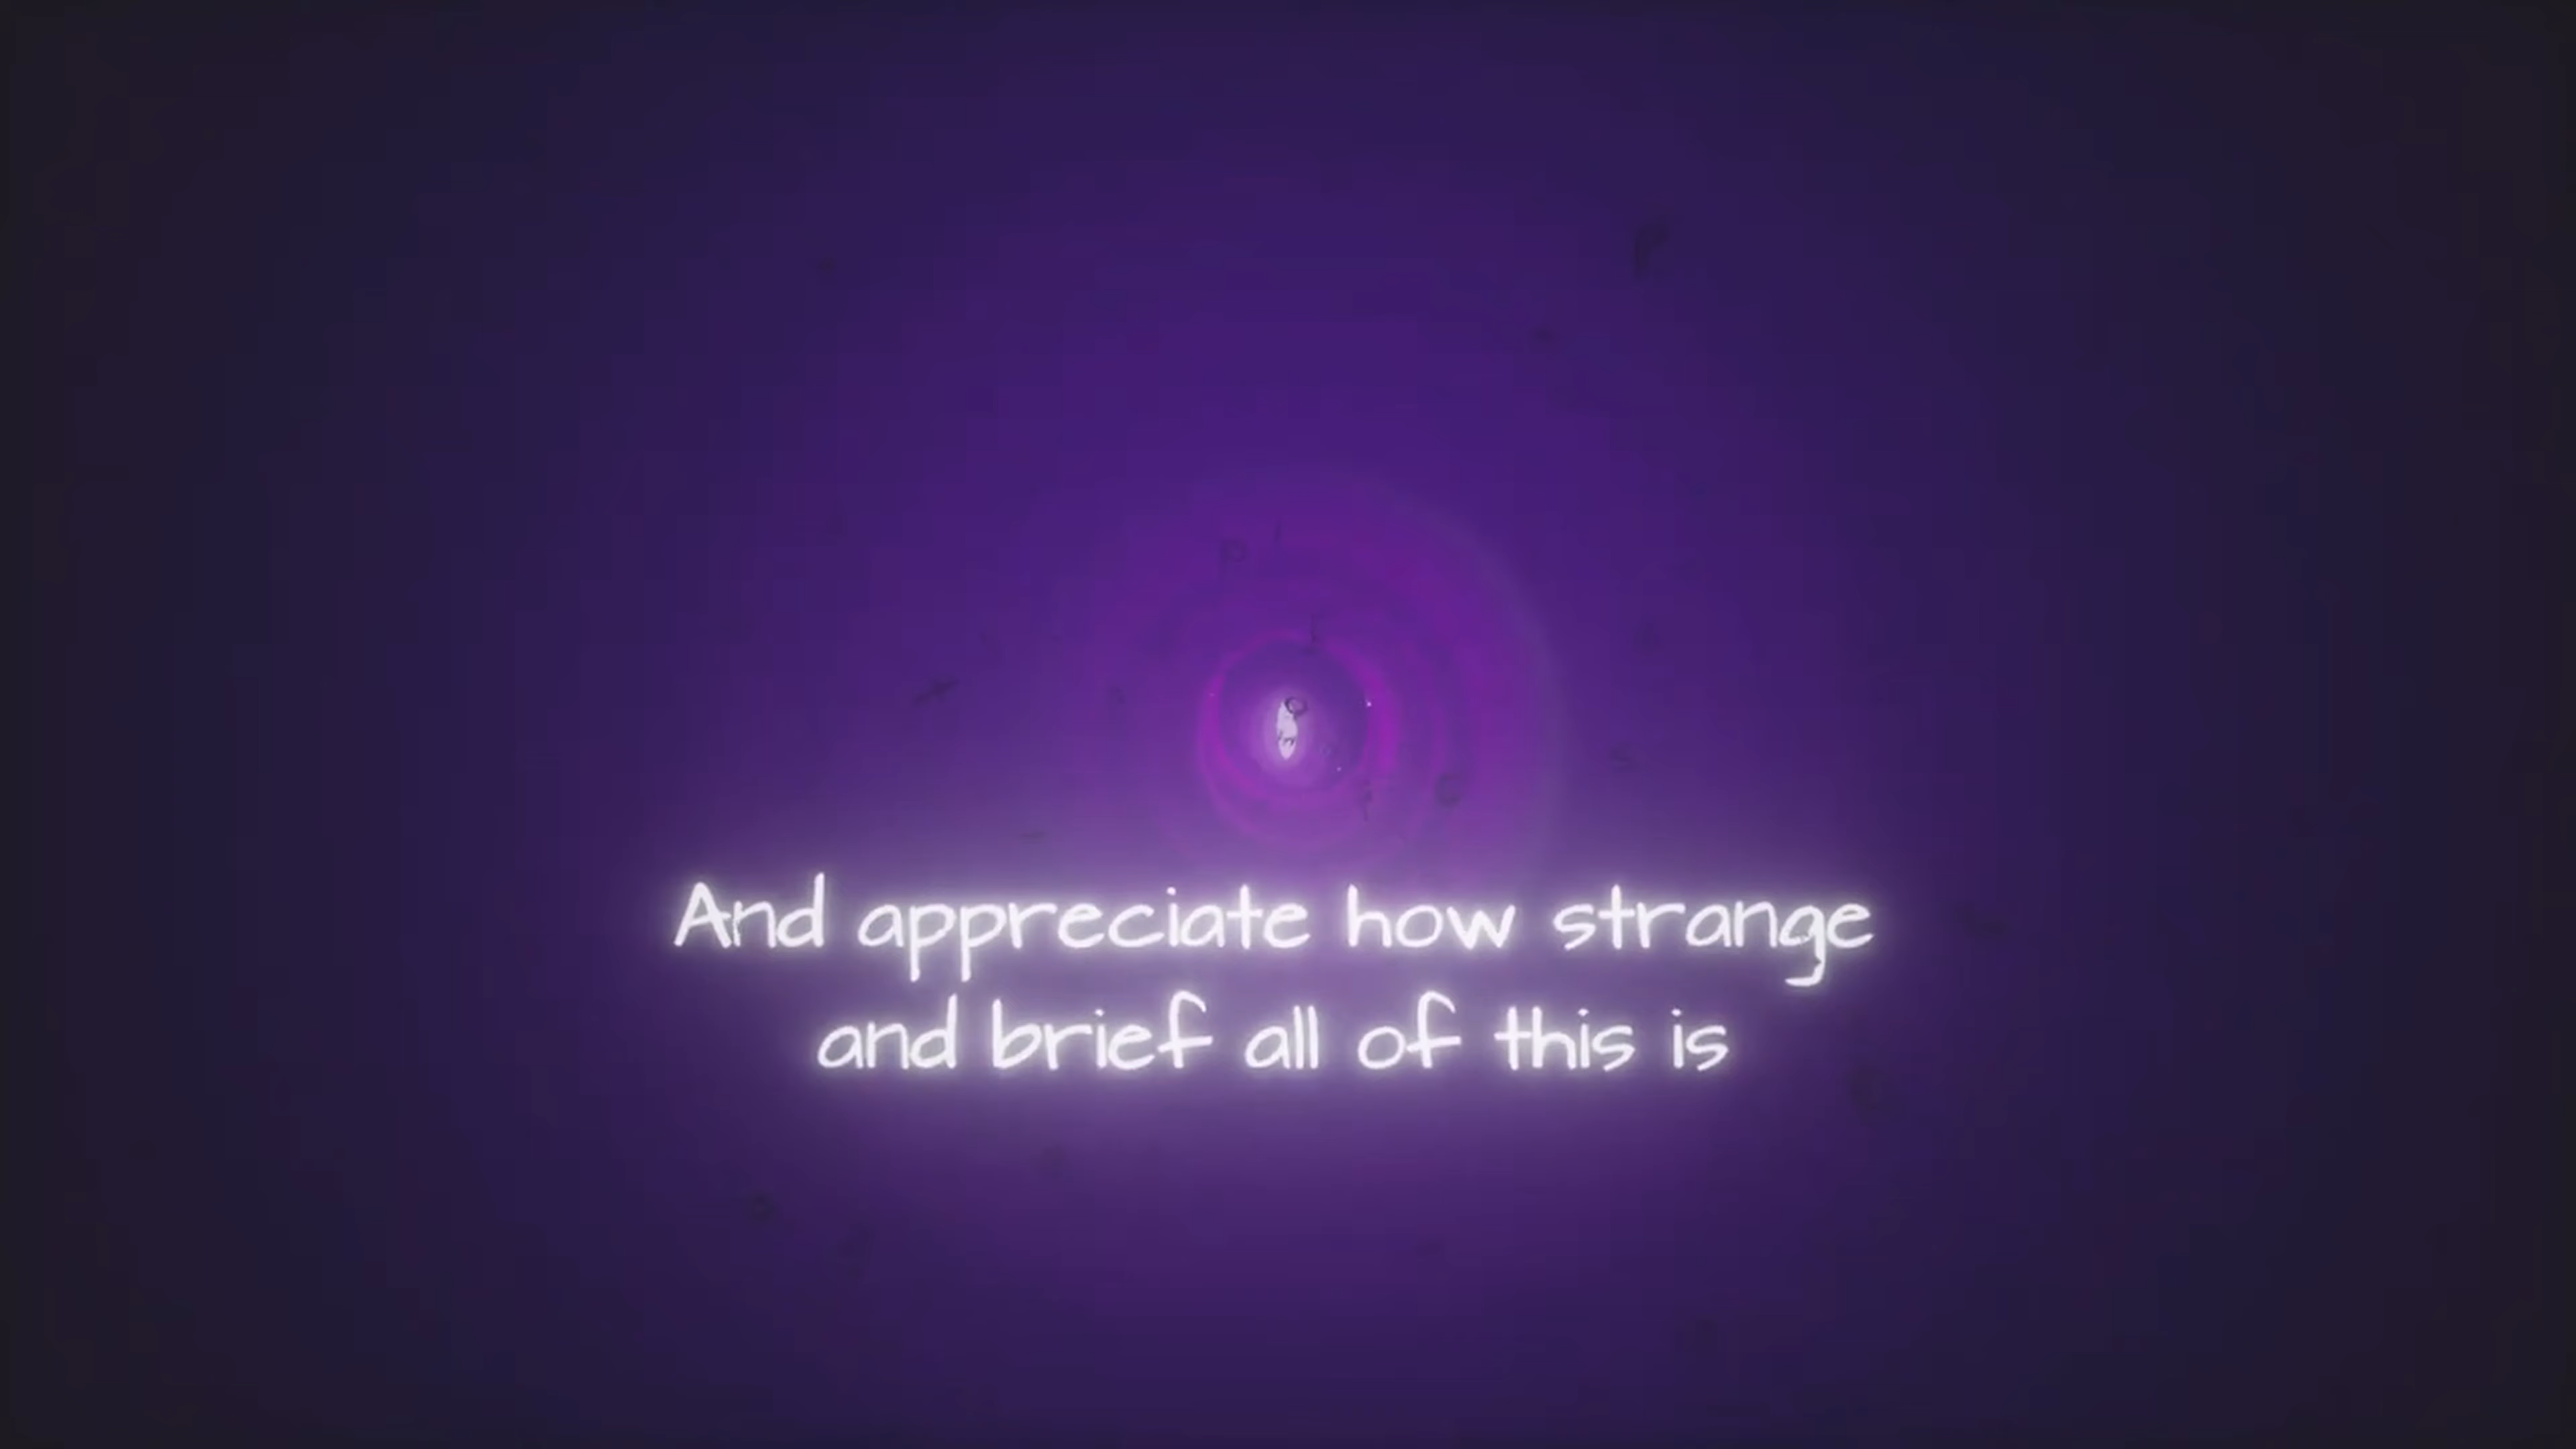 And appreciate how strange
and brief all of this is